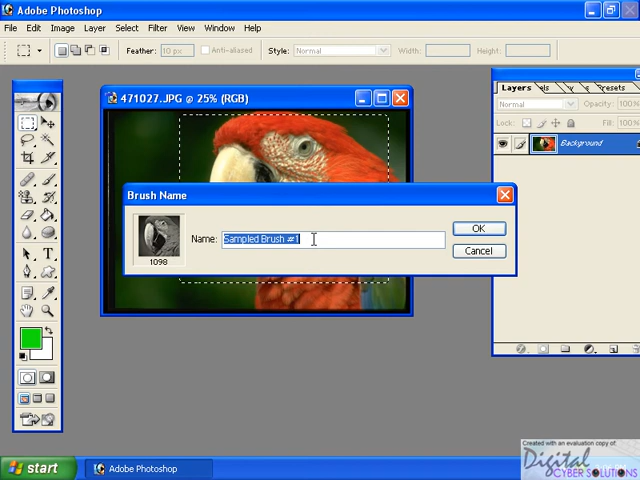 Adobe Photoshop
File Edit Image Layer Select Filter View Window Help
Feather: 10 px Anti-aliased Style: Normal Width: Height:
471027.JPG @ 25% (RGB)
Layers els y s resets
Normal Opacity: 100%
Lock: Fill: 100%
Background
Brush Name
Name: Sampled Brush #1
OK
Cancel
1098
T
start
Adobe Photoshop
Created with an evaluation copy of:
Digital
CYBER SOLUTIONS